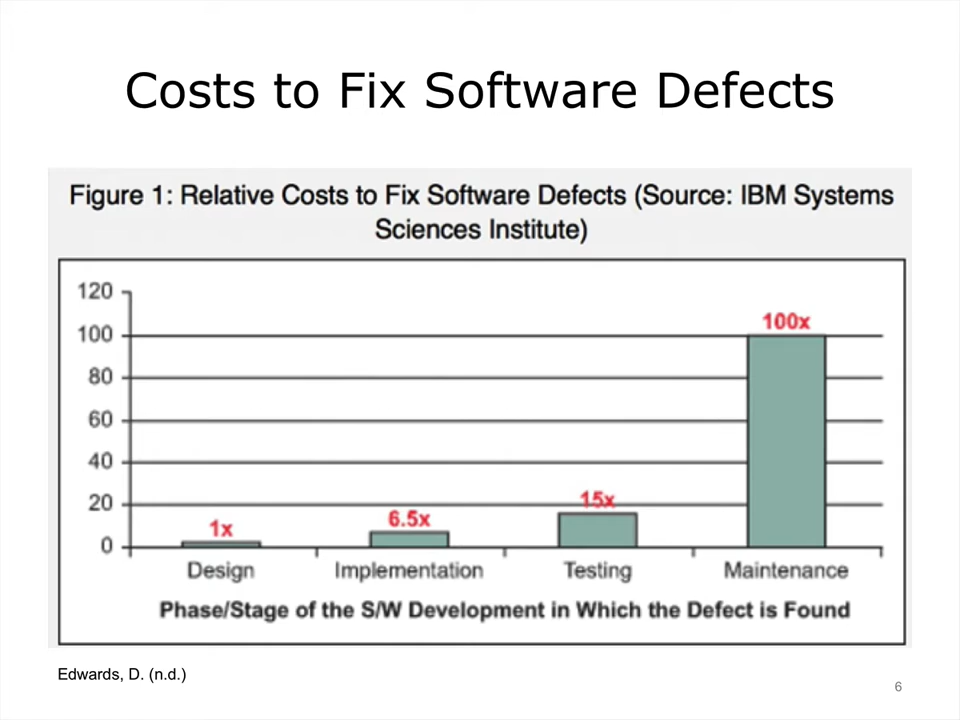 Costs to Fix Software Defects
Figure 1: Relative Costs to Fix Software Defects (Source: IBM Systems
Sciences Institute)
120
100
80
60
40
20
0
1x
6.5x
15x
100x
Design
Implementation
Testing
Maintenance
Phase/Stage of the S/W Development in Which the Defect is Found
Edwards, D. (n.d.)
6